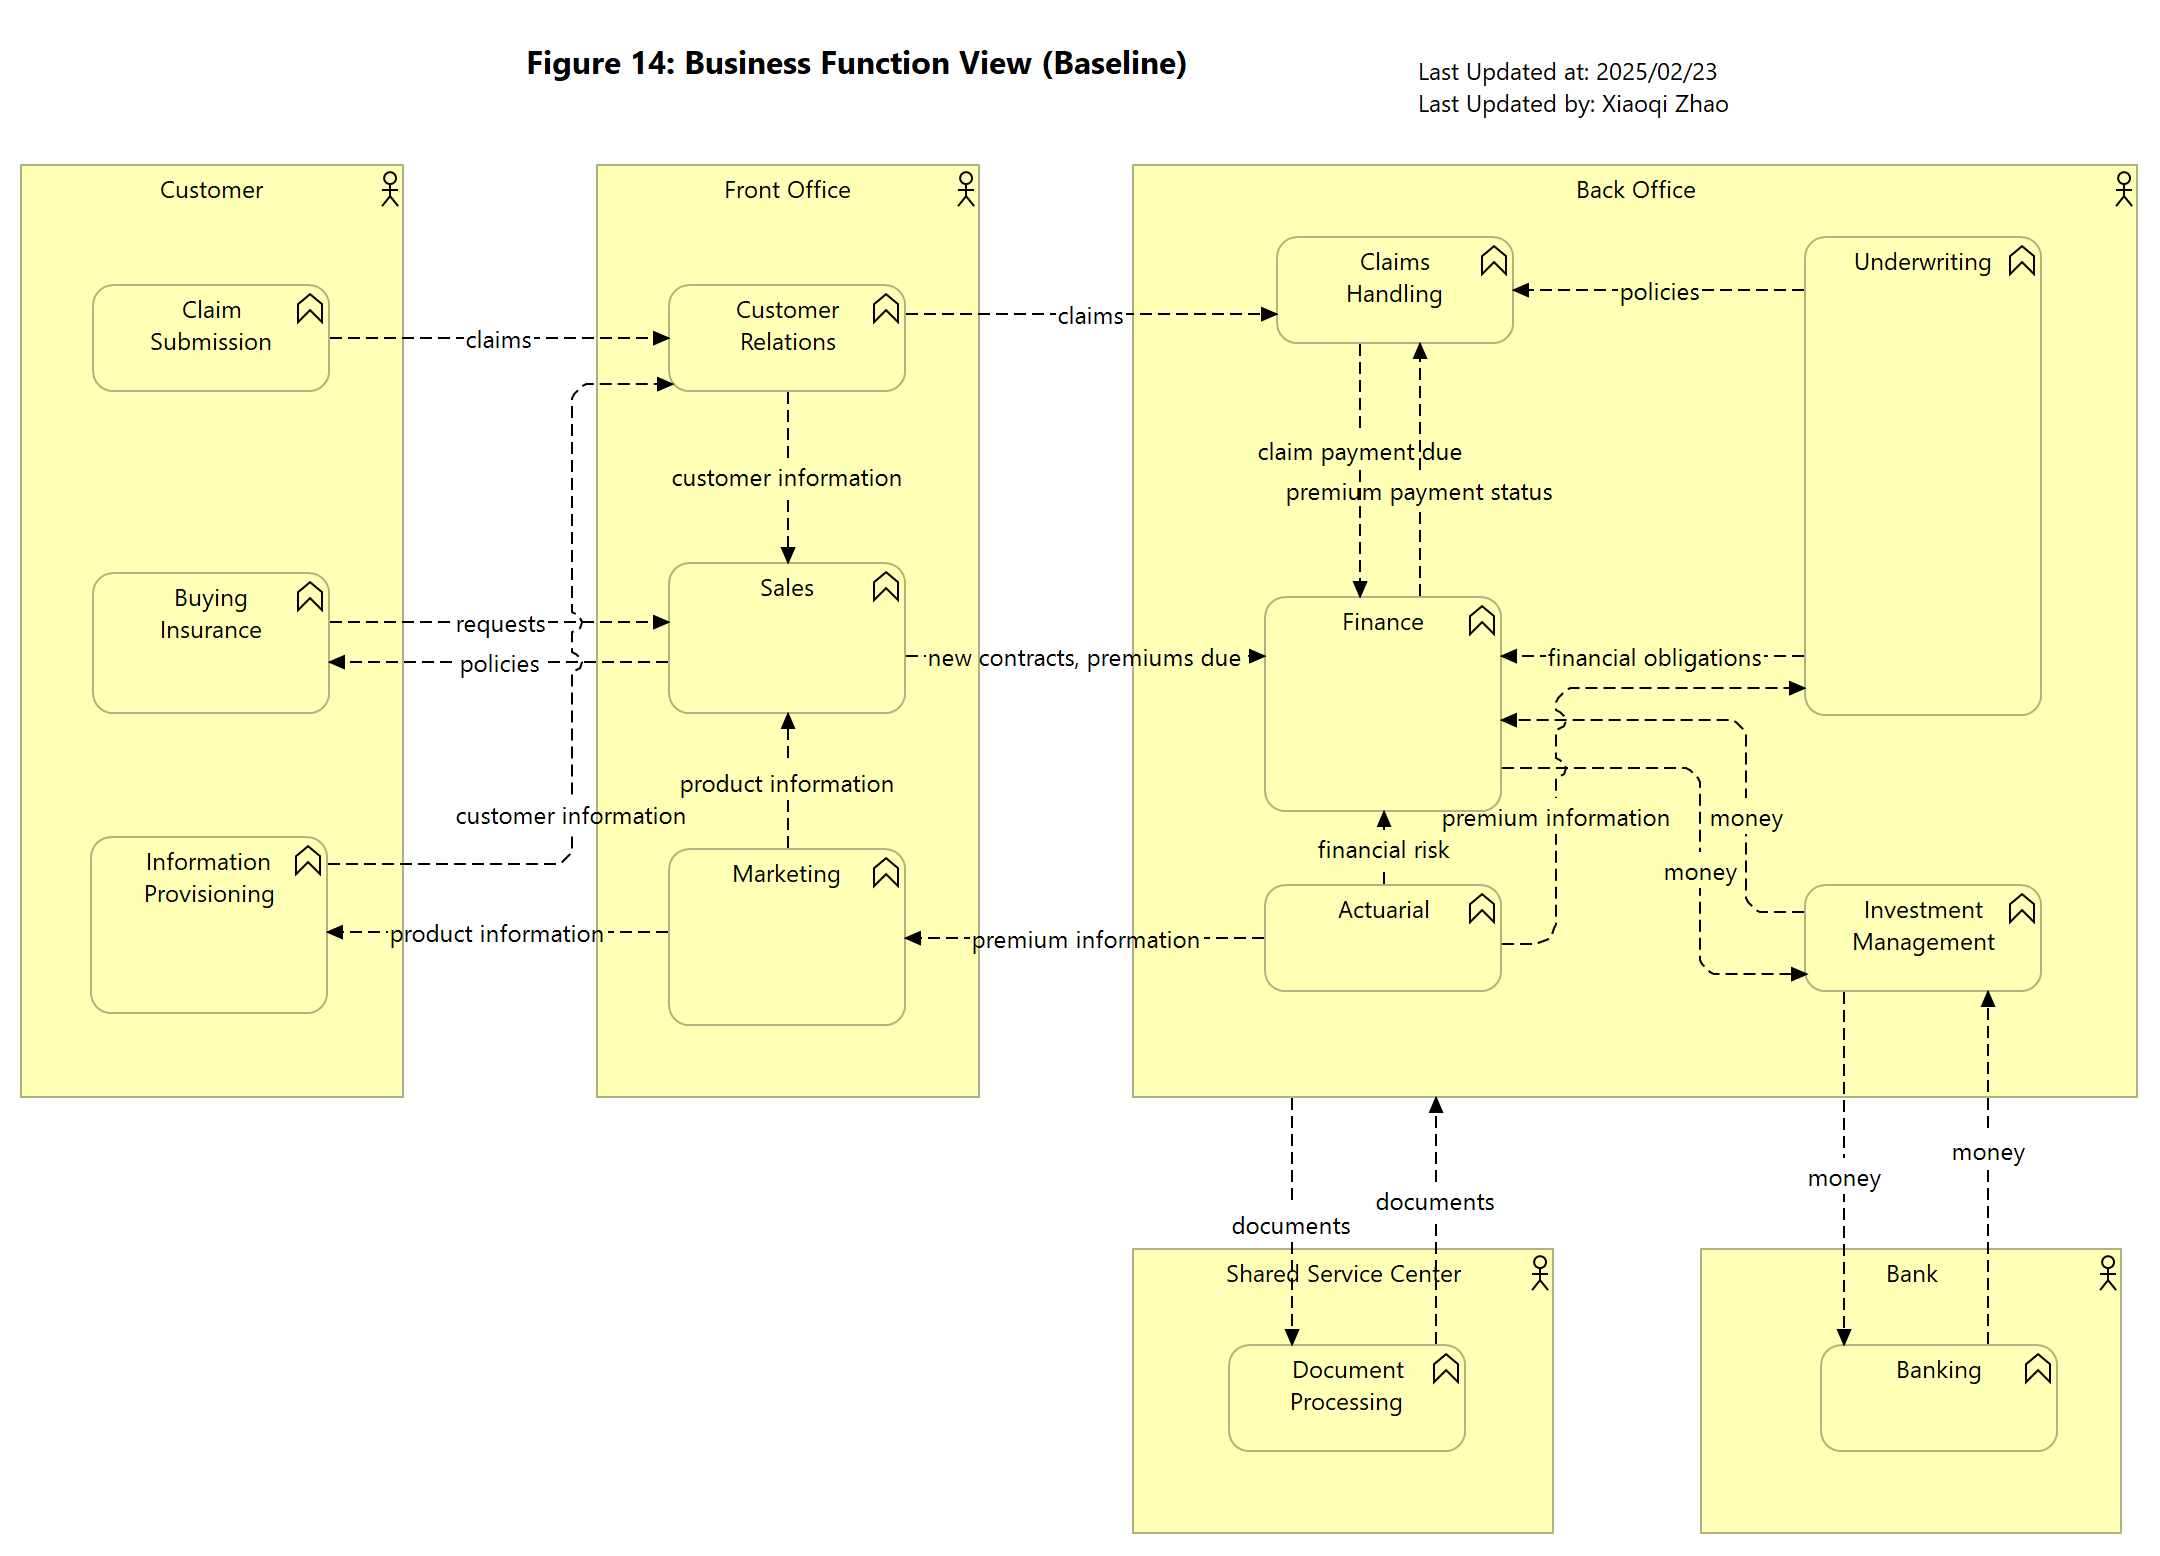 Figure 14: Business Function View (Baseline)
Last Updated at: 2025/02/23
Last Updated by: Xiaoqi Zhao
Customer
Front Office
Back Office
Claim
Submission
claims
Customer
Relations
claims
Claims
Handling
policies
Underwriting
customer information
claim payment due
premium payment status
Buying
Insurance
requests
policies
Sales
new contracts, premiums due
Finance
financial obligations
product information
customer information
premium information
money
financial risk
money
Information
Provisioning
product information
Marketing
premium information
Actuarial
Investment
Management
documents
documents
money
money
Shared Service Center
Bank
Document
Processing
Banking